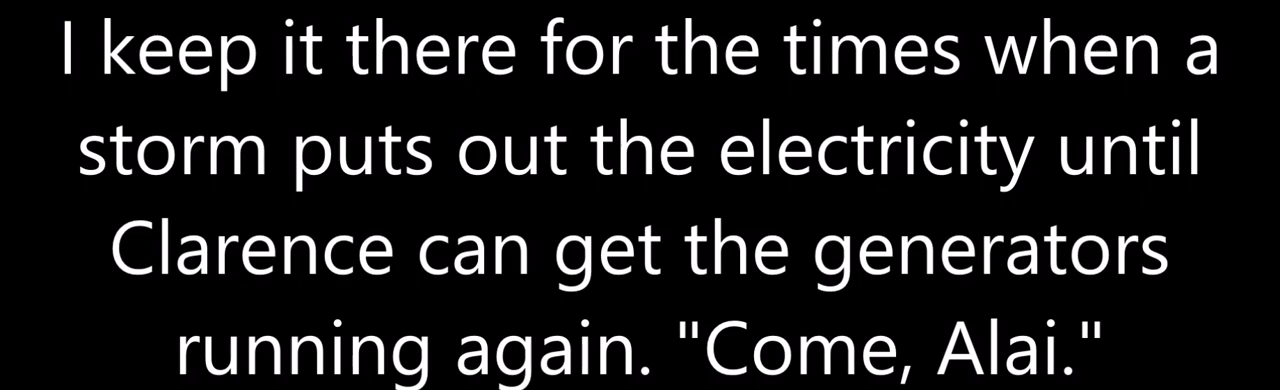 I keep it there for the times when a
storm puts out the electricity until
Clarence can get the generators
running again. "Come, Alai."